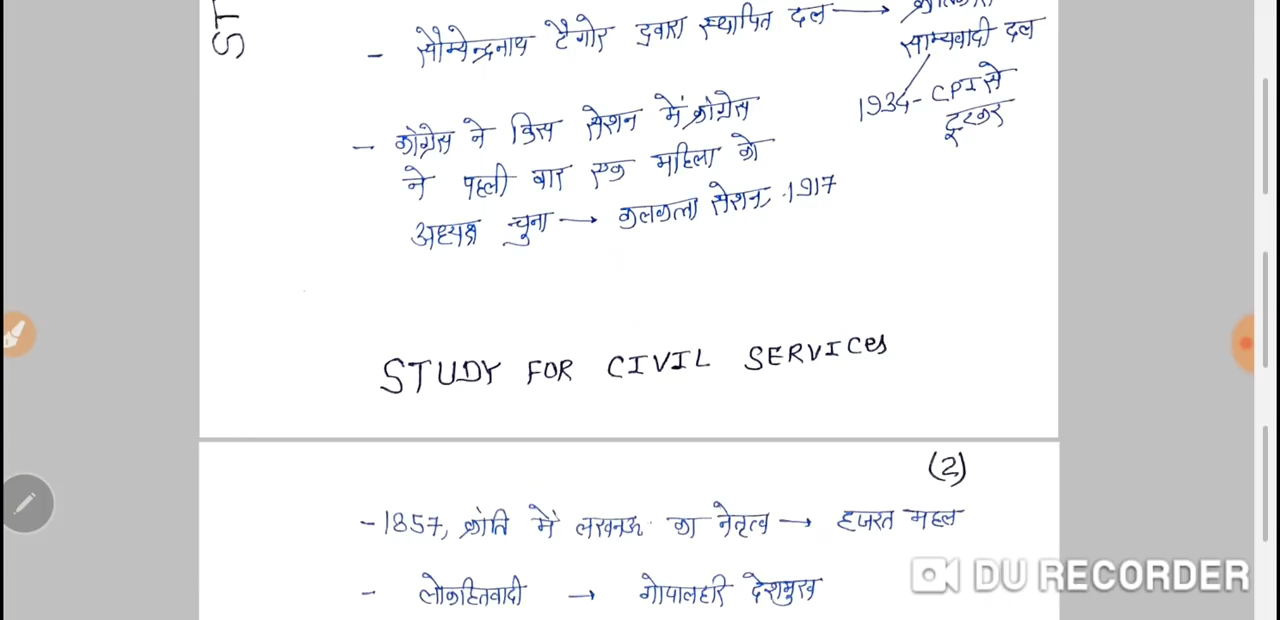 ST
- सौम्येन्द्रनाथ टैगोर द्वारा स्थापित दल →
साम्यवादी दल
1934 - CPI से
टूटकर
- कांग्रेस ने किस सेशन में कांग्रेस
ने पहली बार एक महिला को
अध्यक्ष चुना → कलकत्ता सेशन, 1917
STUDY FOR CIVIL SERVICES
(2)
- 1857, क्रांति में लखनऊ का नेतृत्व → हजरत महल
- लोकहितवादी → गोपालहरि देशमुख
DU RECORDER